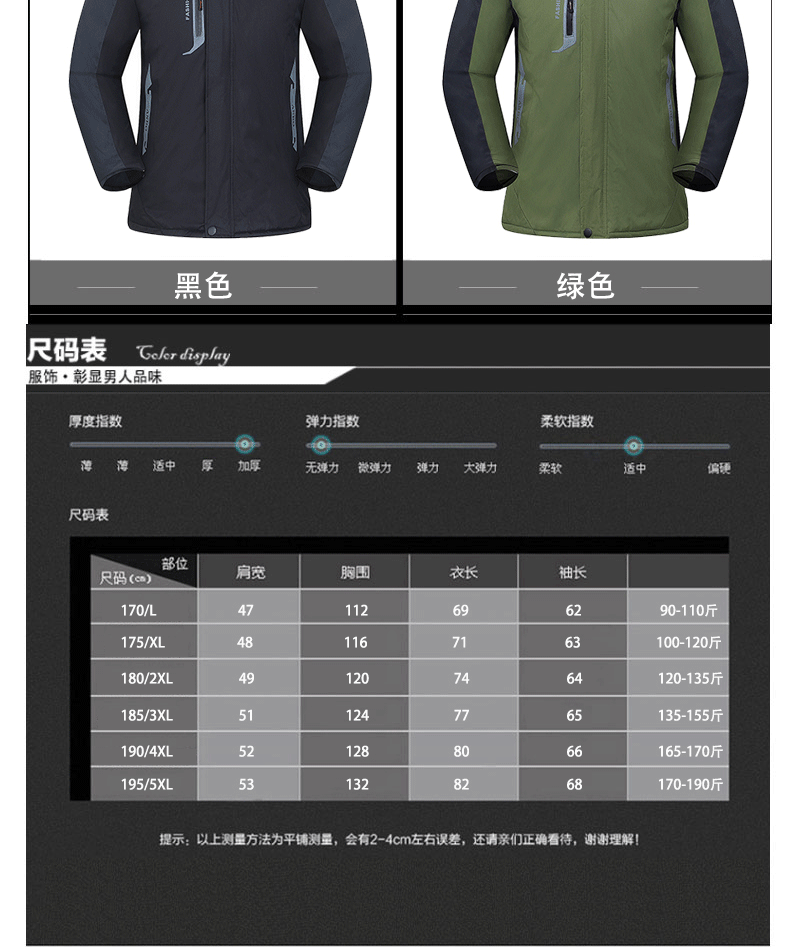 FASHI
FASHI
黑色
绿色
尺码表 Color display
服饰·彰显男人品味
厚度指数 弹力指数 柔软指数
薄 薄 适中 厚 加厚 无弹力 微弹力 弹力 大弹力 柔软 适中 偏硬
尺码表
部位 尺码(cm) 肩宽 胸围 衣长 袖长
170/L 47 112 69 62 90-110斤
175/XL 48 116 71 63 100-120斤
180/2XL 49 120 74 64 120-135斤
185/3XL 51 124 77 65 135-155斤
190/4XL 52 128 80 66 165-170斤
195/5XL 53 132 82 68 170-190斤
提示：以上测量方法为平铺测量，会有2-4cm左右误差，还请亲们正确看待，谢谢理解！